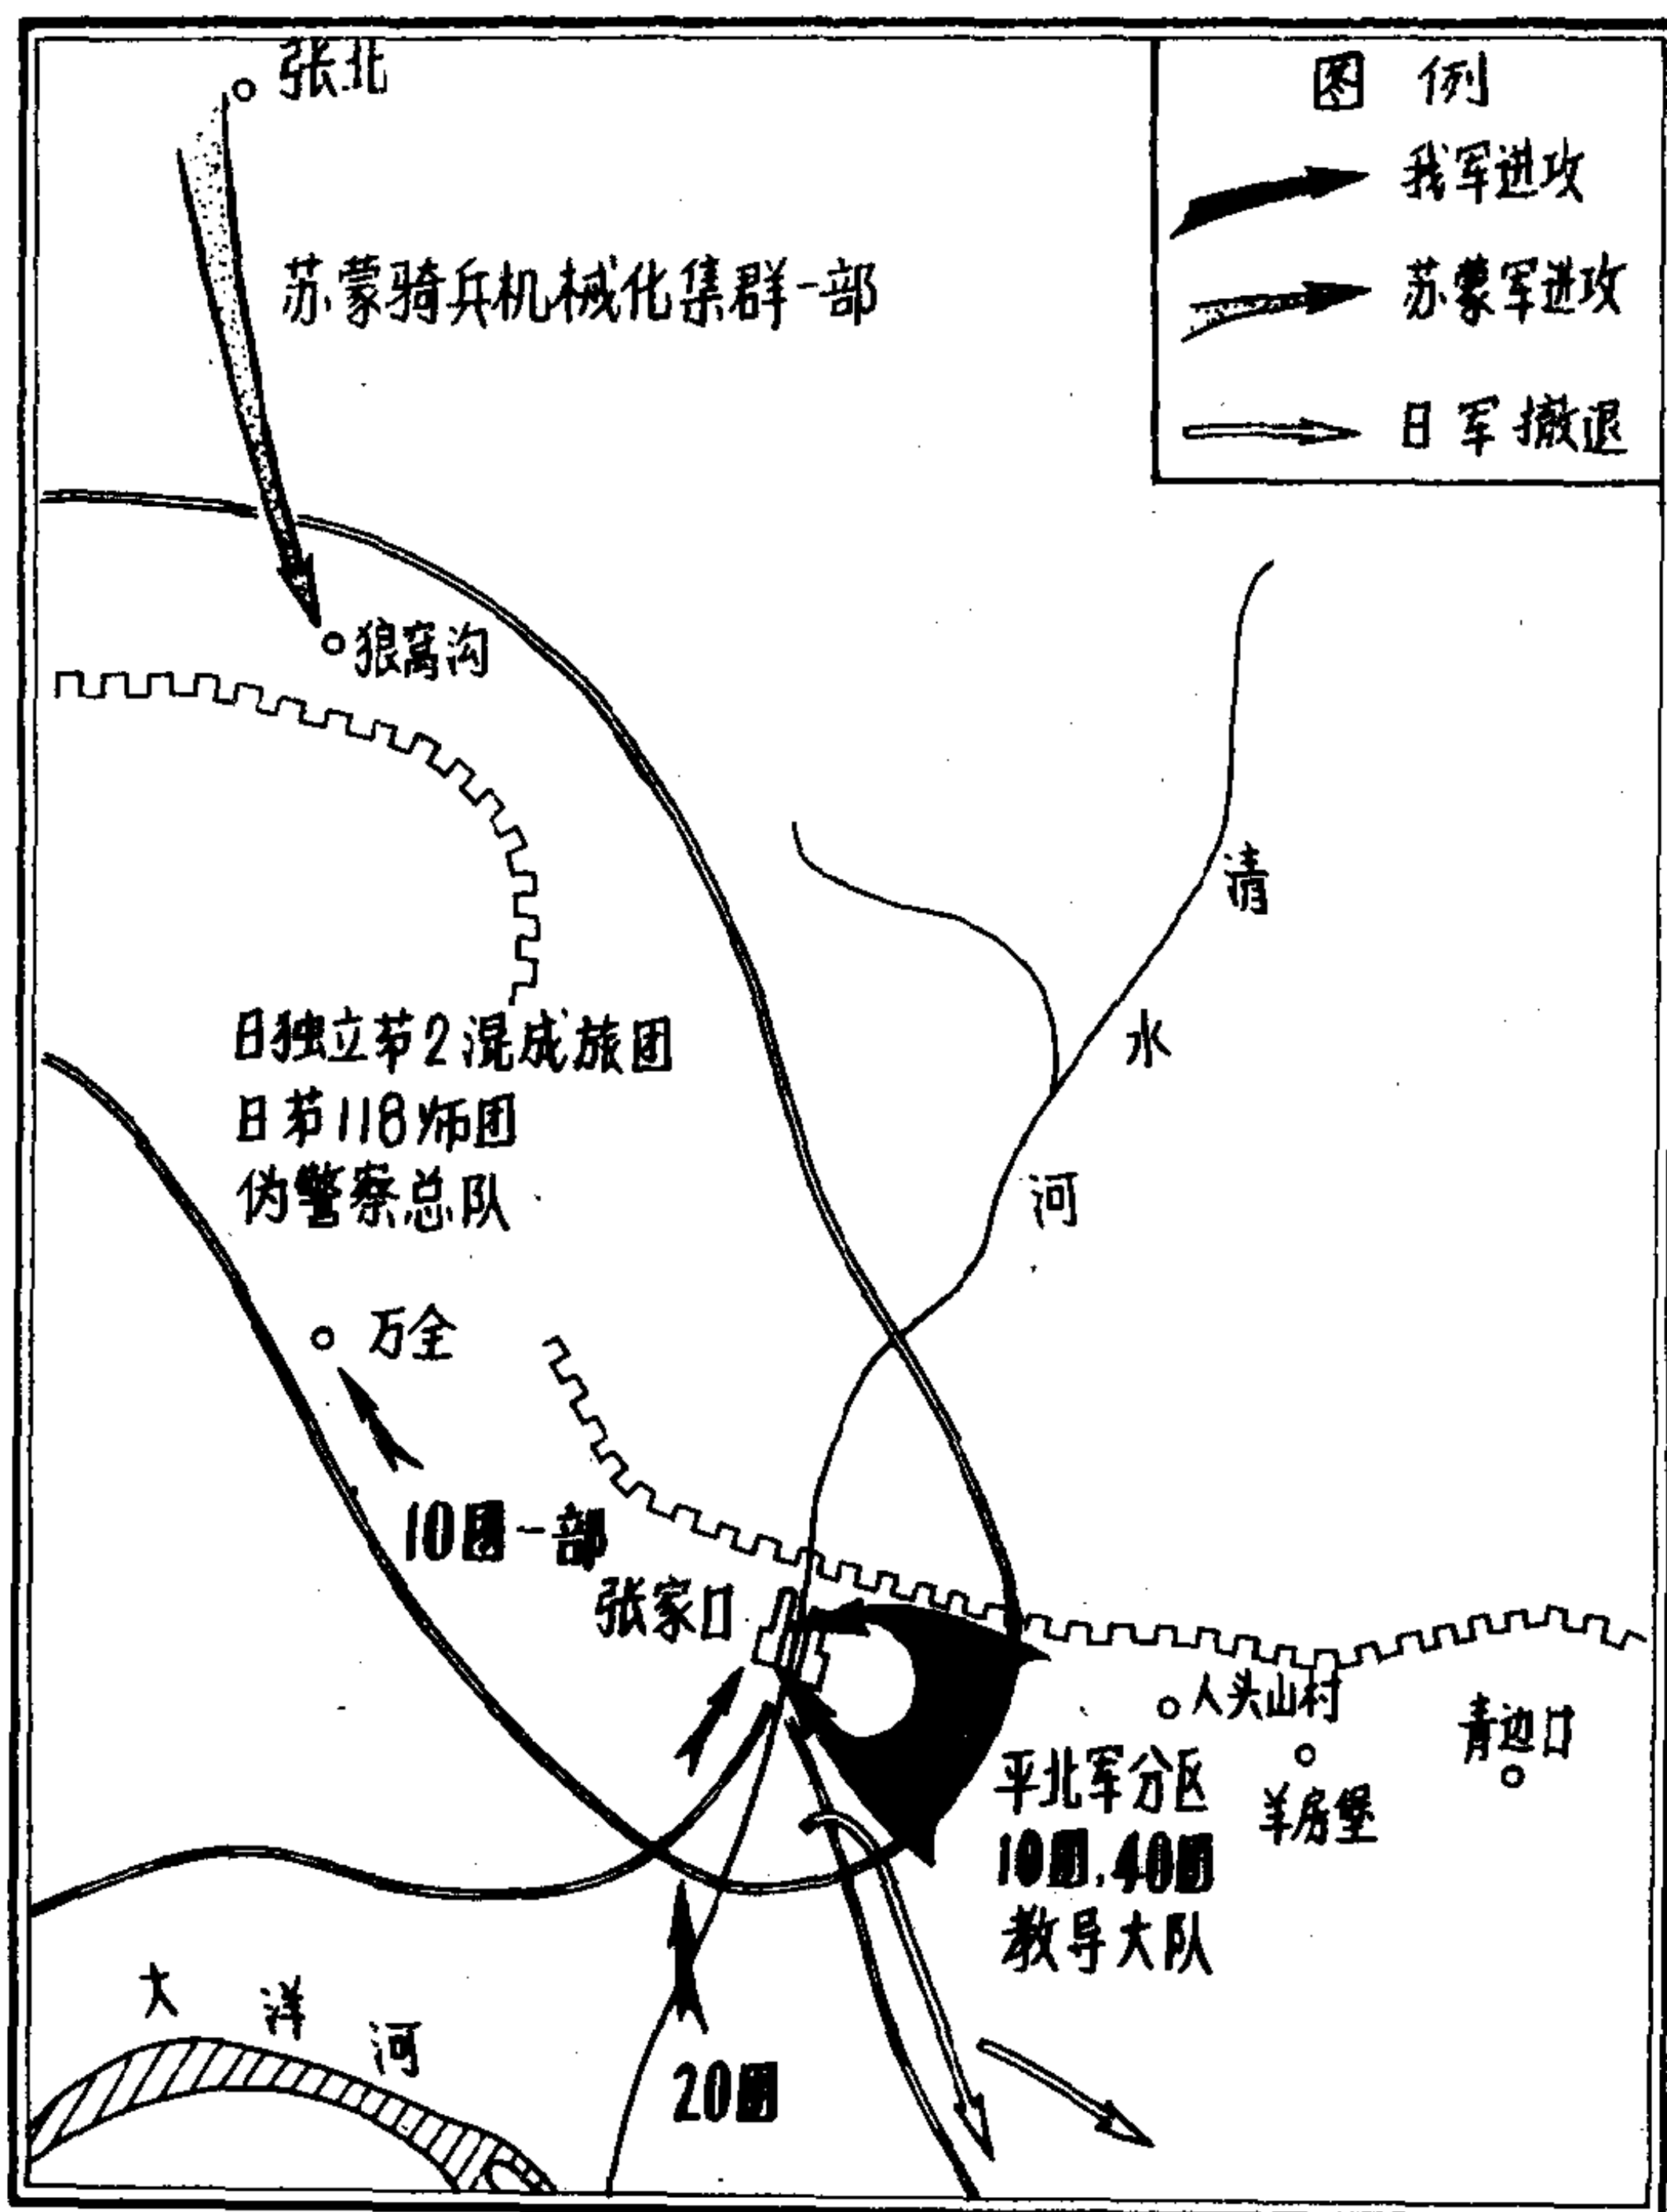 张北
图 例
我军进攻
苏蒙军进攻
日军撤退
苏蒙骑兵机械化集群一部
狼窝沟
清
水
河
日独立苐2混成旅团
日苐118师团
伪警察总队
万全
10团一部
张家口
人头山村
羊房堡
青边口
平北军分区
10团.40团
教导大队
大洋河
20团